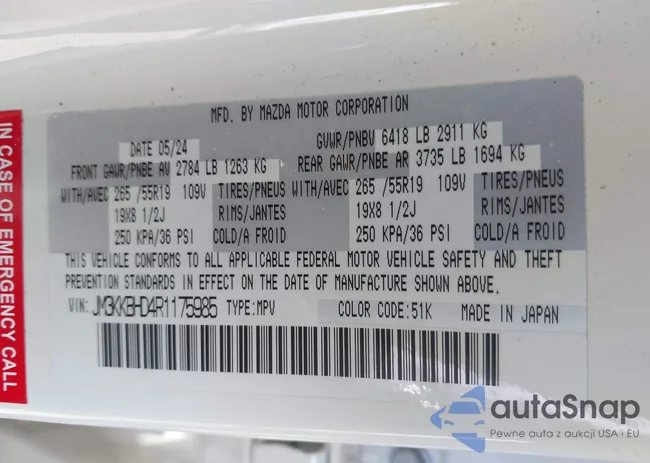 MFD. BY MAZDA MOTOR CORPORATION
DATE 05/24 GVWR/PNBV 6418 LB 2911 KG
FRONT GAWR/PNBE AV 2784 LB 1263 KG REAR GAWR/PNBE AR 3735 LB 1694 KG
WITH/AVEC 265 /55R19 109V TIRES/PNEUS WITH/AVEC 265 /55R19 109V TIRES/PNEUS
19X8 1/2J RIMS/JANTES 19X8 1/2J RIMS/JANTES
250 KPA/36 PSI COLD/A FROID 250 KPA/36 PSI COLD/A FROID
THIS VEHICLE CONFORMS TO ALL APPLICABLE FEDERAL MOTOR VEHICLE SAFETY AND THEFT
PREVENTION STANDARDS IN EFFECT ON THE DATE OF MANUFACTURE SHOWN ABOVE.
VIN: JM3KKBHD4R1175985 TYPE:MPV COLOR CODE:51K MADE IN JAPAN
IN CASE OF EMERGENCY CALL
autaSnap
Pewne auta z aukcji USA i EU